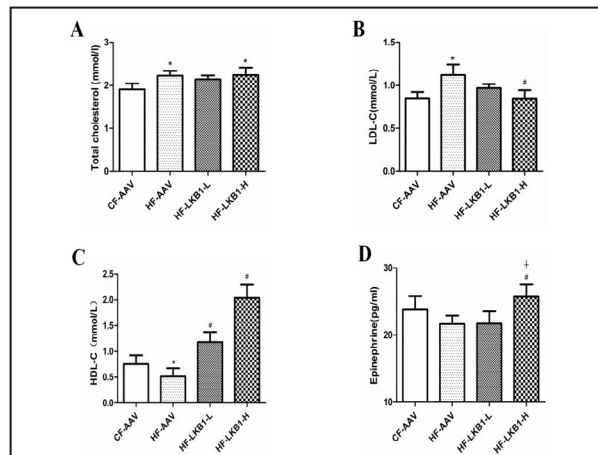 A
Total cholesterol (mmol/l)
3
2
1
0
*
*
CF-AAV
HF-AAV
HF-LKB1-L
HF-LKB1-H
B
LDL-C(mmol/L)
1.5
1.0
0.5
0.0
*
#
CF-AAV
HF-AAV
HF-LKB1-L
HF-LKB1-H
C
HDL-C (mmol/L)
2.5
2.0
1.5
1.0
0.5
0.0
*
#
#
CF-AAV
HF-AAV
HF-LKB1-L
HF-LKB1-H
D
Epinephrine(pg/ml)
30
20
10
‡
#
CF-AAV
HF-AAV
HF-LKB1-L
HF-LKB1-H